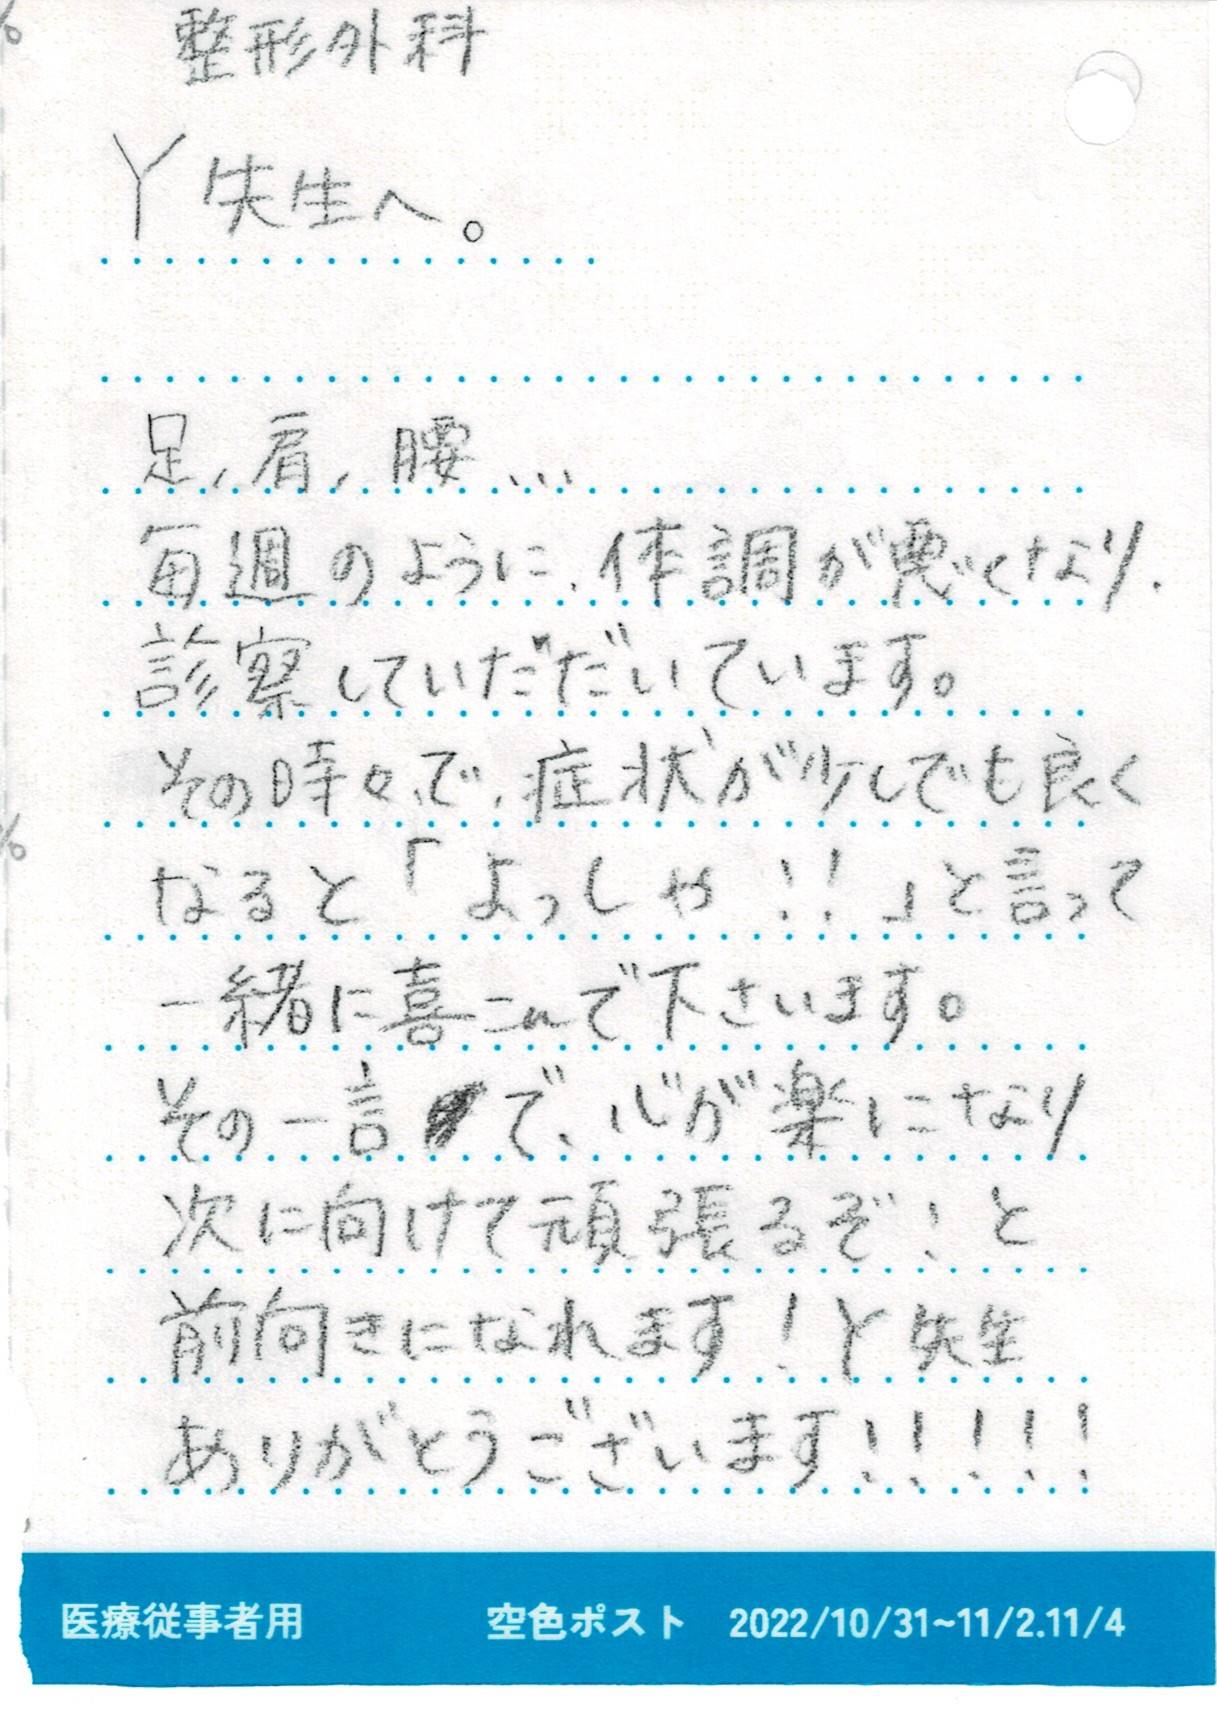 整形外科
Y先生へ。
足、肩、腰...
毎週のように、体調が悪くなり、
診察していだだいています。
その時々で、症状が少しでも良く
なると「よっしゃ!!」と言って
一緒に喜こんで下さいます。
その一言で、心が楽になり
次に向けて頑張るぞ!と
前向きになれます!Y先生
ありがとうございます!!!!!
医療従事者用 空色ポスト 2022/10/31~11/2.11/4